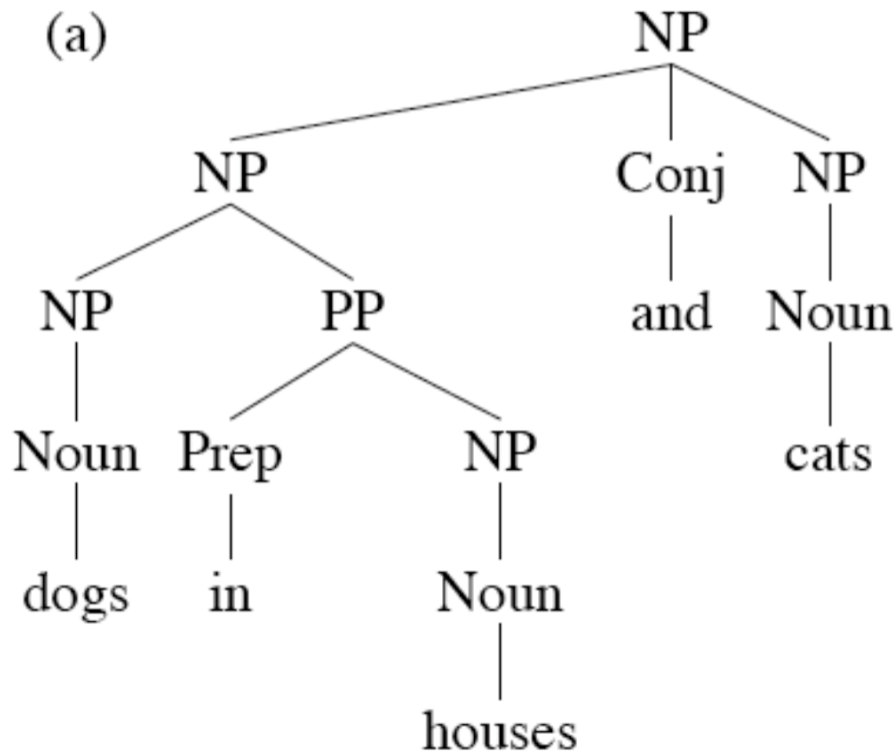 (a) NP
NP Conj NP
NP PP and Noun
Noun Prep NP cats
dogs in Noun
houses